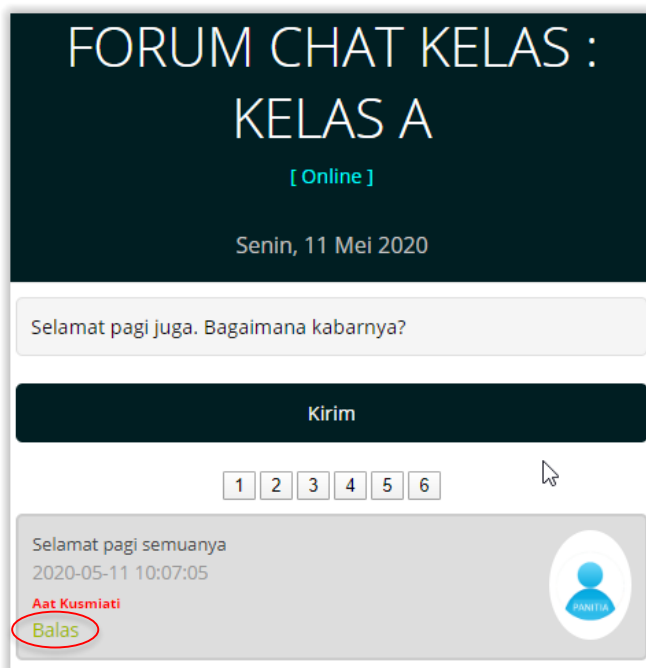 FORUM CHAT KELAS :
KELAS A
[ Online ]
Senin, 11 Mei 2020
Selamat pagi juga. Bagaimana kabarnya?
Kirim
1 2 3 4 5 6
Selamat pagi semuanya
2020-05-11 10:07:05
Aat Kusmiati
PANITIA
Balas